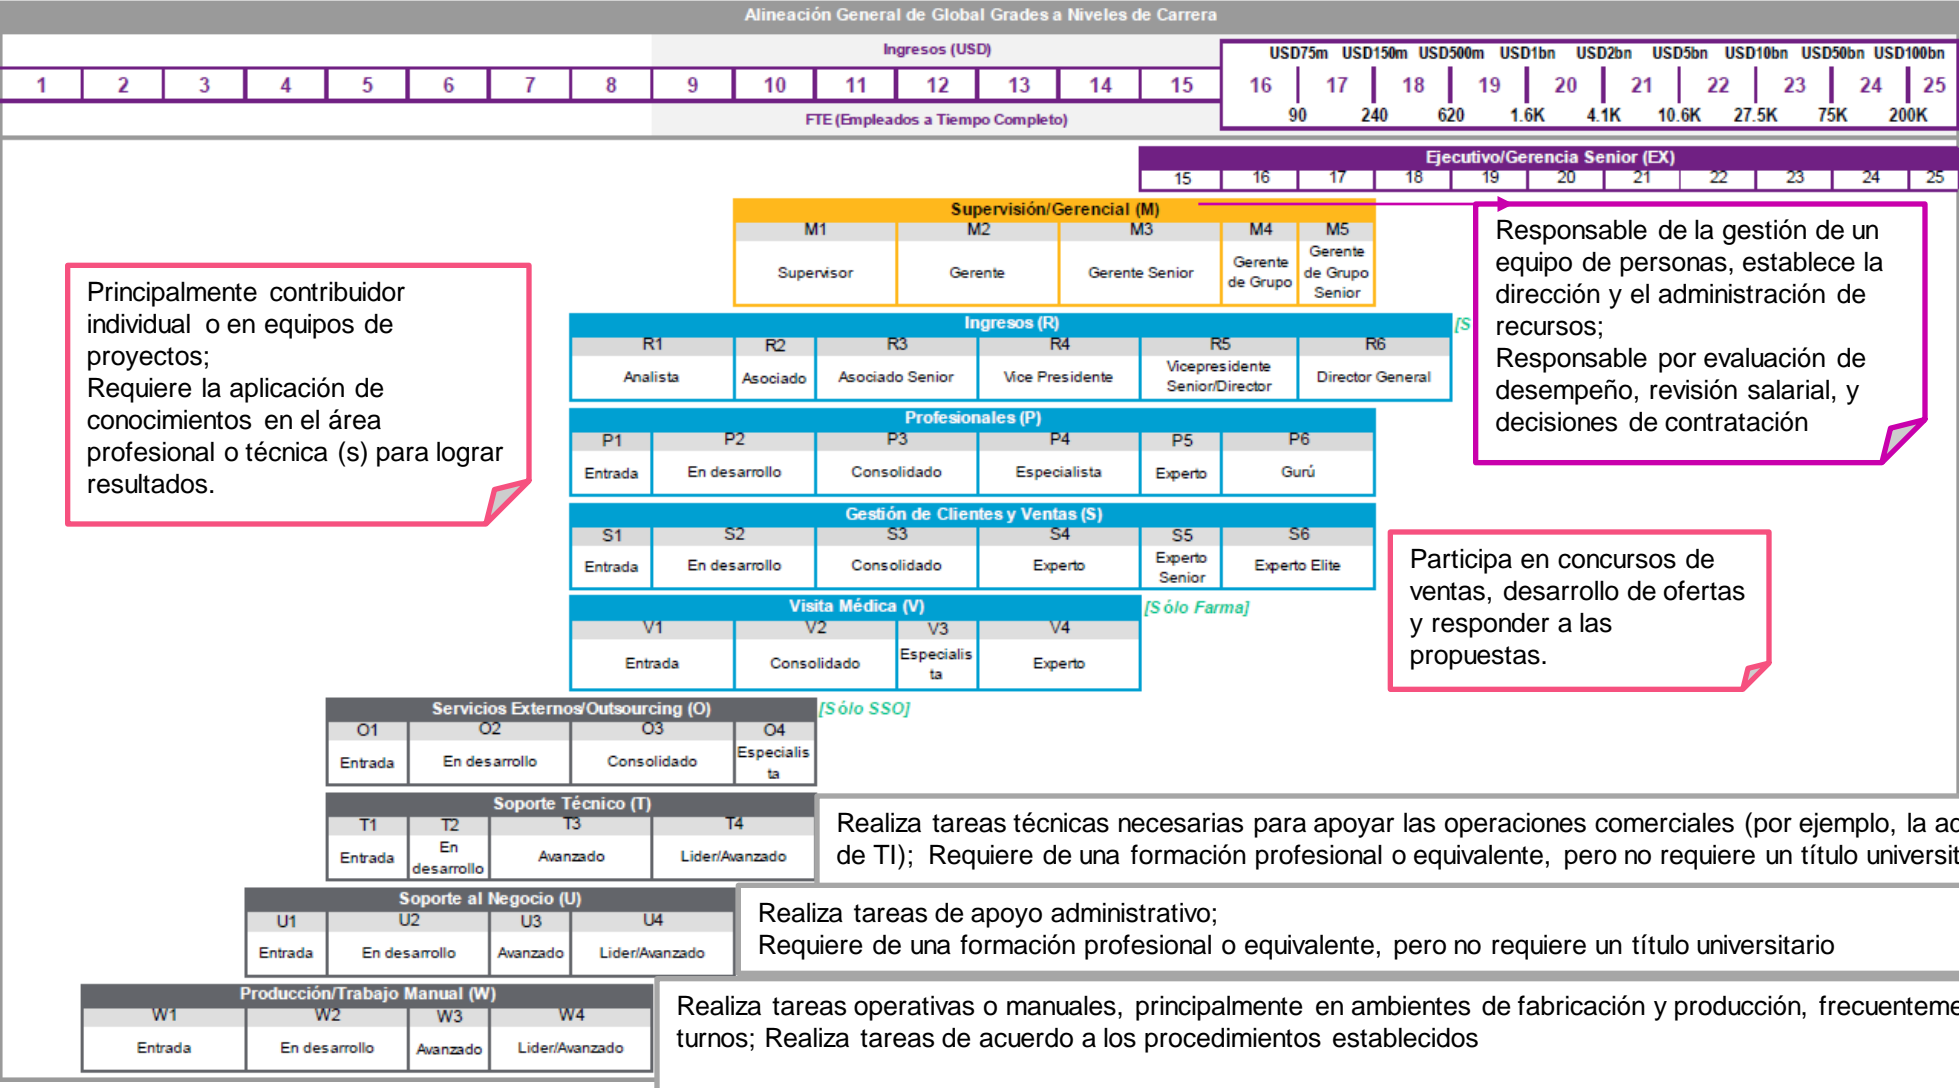 Alineación General de Global Grades a Niveles de Carrera
Ingresos (USD)
USD75m USD150m USD500m USD1bn USD2bn USD5bn USD10bn USD50bn USD100bn
1 2 3 4 5 6 7 8 9 10 11 12 13 14 15 16 17 18 19 20 21 22 23 24 25
FTE (Empleados a Tiempo Completo)
90 240 620 1.6K 4.1K 10.6K 27.5K 75K 200K
Ejecutivo/Gerencia Senior (EX)
15 16 17 18 19 20 21 22 23 24 25
Supervisión/Gerencial (M)
M1 M2 M3 M4 M5
Supervisor Gerente Gerente Senior Gerente de Grupo Gerente de Grupo Senior
Responsable de la gestión de un
equipo de personas, establece la
dirección y el administración de
recursos;
Responsable por evaluación de
desempeño, revisión salarial, y
decisiones de contratación
Principalmente contribuidor
individual o en equipos de
proyectos;
Requiere la aplicación de
conocimientos en el área
profesional o técnica (s) para lograr
resultados.
Ingresos (R)
[S
R1 R2 R3 R4 R5 R6
Analista Asociado Asociado Senior Vice Presidente Vicepresidente Senior/Director Director General
Profesionales (P)
P1 P2 P3 P4 P5 P6
Entrada En desarrollo Consolidado Especialista Experto Gurú
Gestión de Clientes y Ventas (S)
S1 S2 S3 S4 S5 S6
Entrada En desarrollo Consolidado Experto Experto Senior Experto Elite
Participa en concursos de
ventas, desarrollo de ofertas
y responder a las
propuestas.
Visita Médica (V)
[Sólo Farma]
V1 V2 V3 V4
Entrada Consolidado Especialis
ta Experto
Servicios Externos/Outsourcing (O)
[Sólo SSO]
O1 O2 O3 O4
Entrada En desarrollo Consolidado Especialis
ta
Soporte Técnico (T)
T1 T2 T3 T4
Entrada En desarrollo Avanzado Lider/Avanzado
Realiza tareas técnicas necesarias para apoyar las operaciones comerciales (por ejemplo, la ac
de TI); Requiere de una formación profesional o equivalente, pero no requiere un título universit
Soporte al Negocio (U)
U1 U2 U3 U4
Entrada En desarrollo Avanzado Lider/Avanzado
Realiza tareas de apoyo administrativo;
Requiere de una formación profesional o equivalente, pero no requiere un título universitario
Producción/Trabajo Manual (W)
W1 W2 W3 W4
Entrada En desarrollo Avanzado Lider/Avanzado
Realiza tareas operativas o manuales, principalmente en ambientes de fabricación y producción, frecuenteme
turnos; Realiza tareas de acuerdo a los procedimientos establecidos